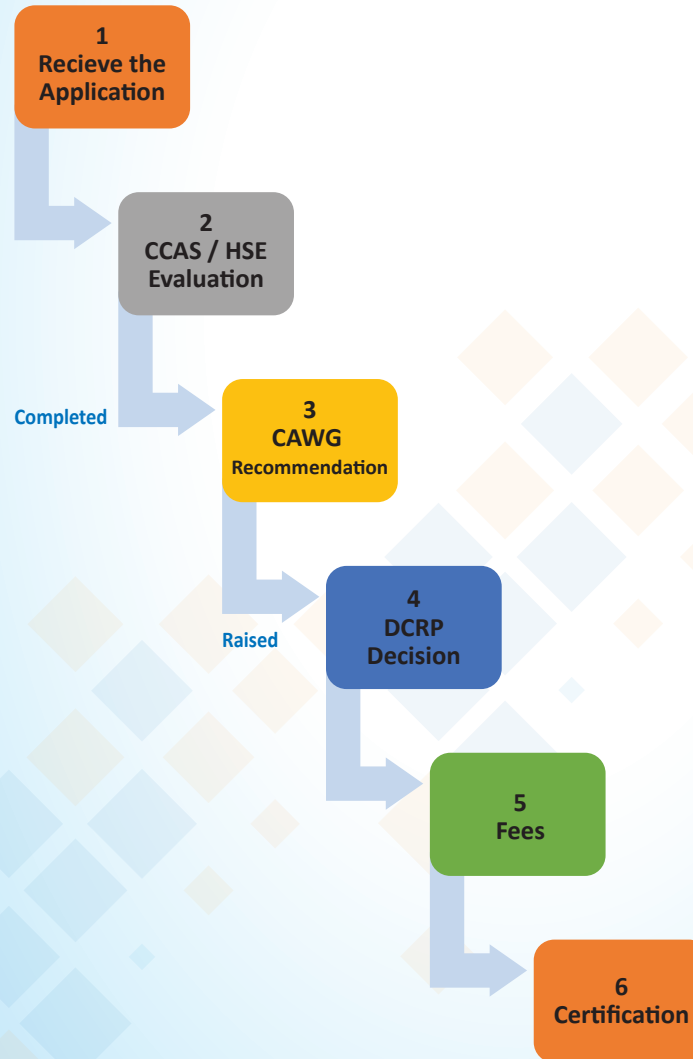 1
Recieve the
Application
2
CCAS / HSE
Evaluation
Completed
3
CAWG
Recommendation
Raised
4
DCRP
Decision
5
Fees
6
Certification